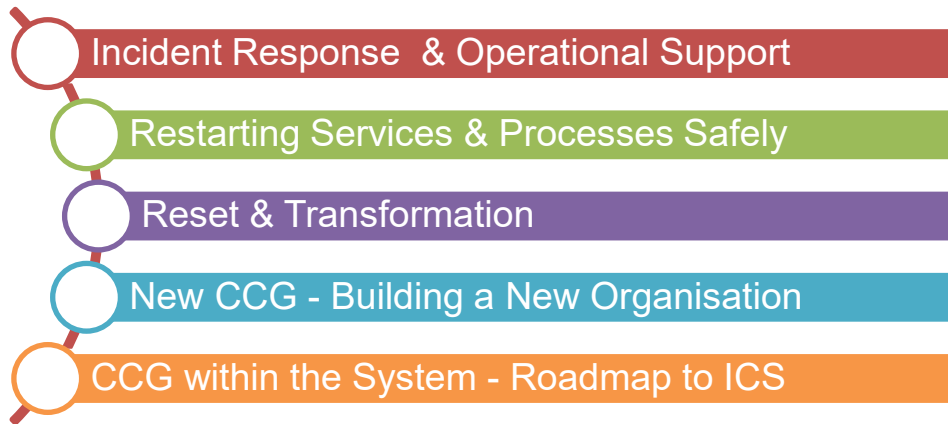 Incident Response & Operational Support
Restarting Services & Processes Safely
Reset & Transformation
New CCG - Building a New Organisation
CCG within the System - Roadmap to ICS